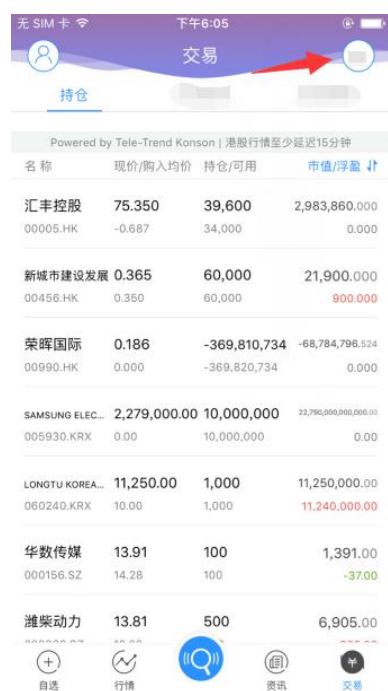 无 SIM 卡 下午6:05
交易
持仓
Powered by Tele-Trend Konson | 港股行情至少延迟15分钟
名称 现价/购入均价 持仓/可用 市值/浮盈
汇丰控股 75.350 39,600 2,983,860.000
00005.HK -0.687 34,000 0.000
新城市建设发展 0.365 60,000 21,900.000
00456.HK 0.350 60,000 900.000
荣晖国际 0.186 -369,810,734 -68,784,796.524
00990.HK 0.000 -369,820,734 0.000
SAMSUNG ELEC... 2,279,000.00 10,000,000 22,790,000,000,000.00
005930.KRX 0.00 10,000,000 0.00
LONGTU KOREA... 11,250.00 1,000 11,250,000.00
060240.KRX 10.00 1,000 11,240,000.00
华数传媒 13.91 100 1,391.00
000156.SZ 14.28 100 -37.00
潍柴动力 13.81 500 6,905.00
自选 行情 资讯 交易